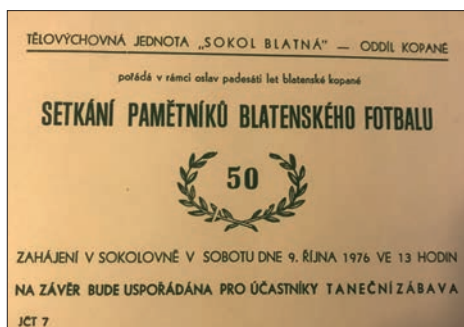 TĚLOVÝCHOVNÁ JEDNOTA „SOKOL BLATNÁ" — ODDÍL KOPANÉ
pořádá v rámci oslav padesáti let blatenské kopané
SETKÁNÍ PAMĚTNÍKŮ BLATENSKÉHO FOTBALU
50
ZAHÁJENÍ V SOKOLOVNĚ V SOBOTU DNE 9. ŘÍJNA 1976 VE 13 HODIN
NA ZÁVĚR BUDE USPOŘÁDÁNA PRO ÚČASTNÍKY TANEČNÍ ZÁBAVA
JČT 7